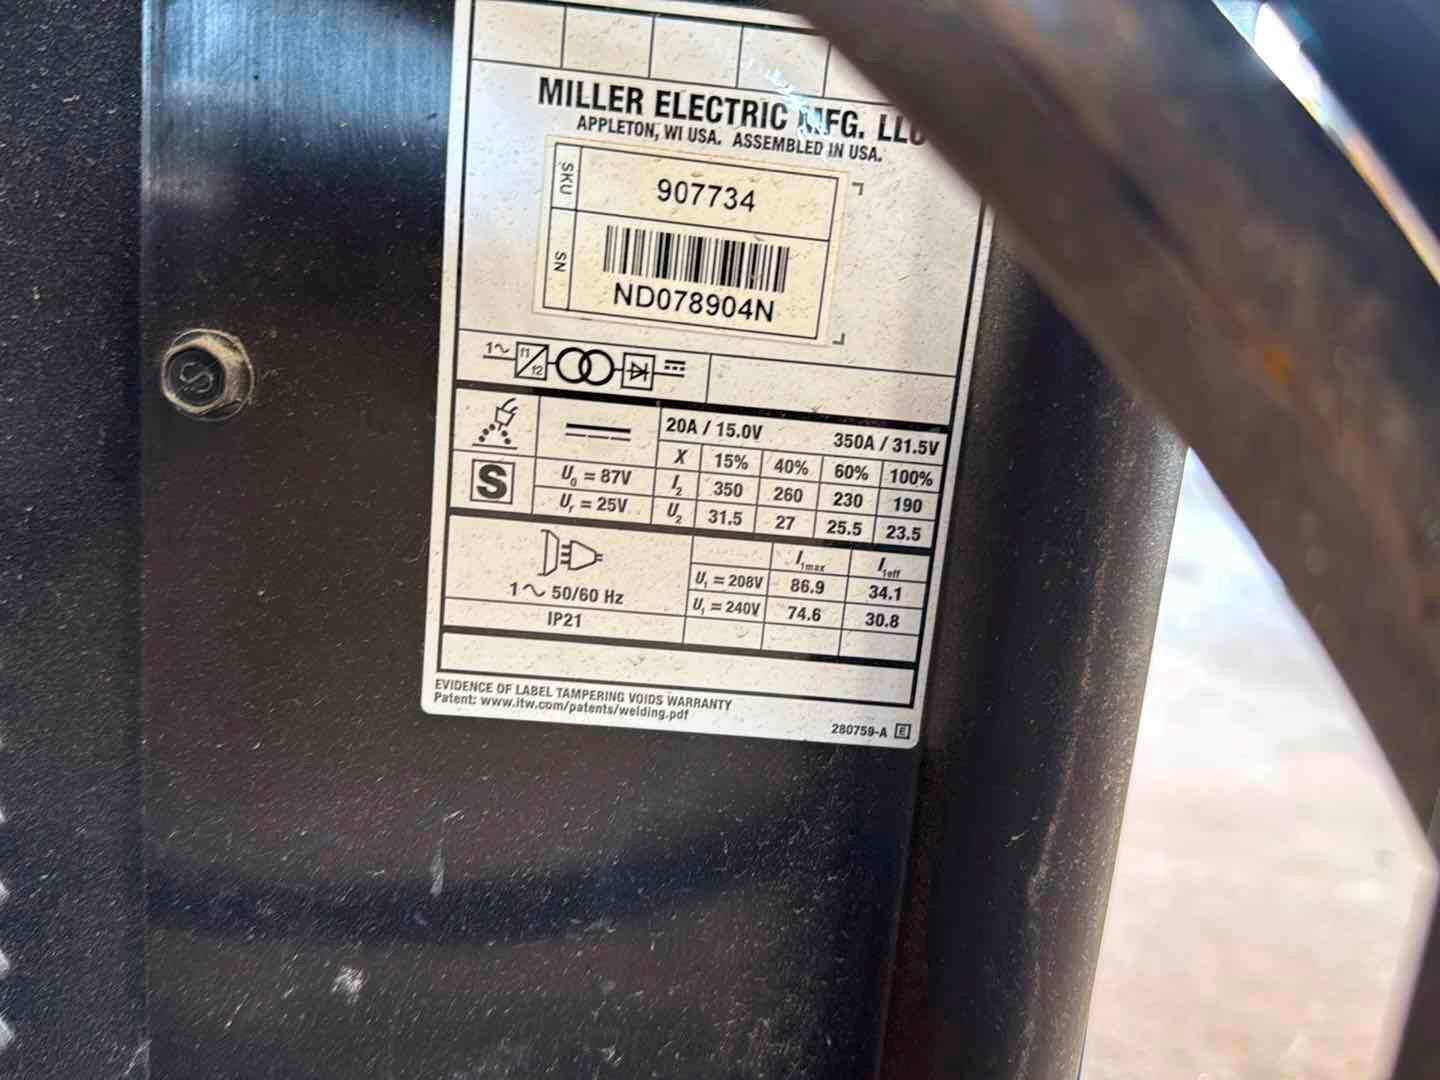 MILLER ELECTRIC MFG. LLC
APPLETON, WI USA. ASSEMBLED IN USA.
SKU 907734
SN ND078904N
1~ f1 f2
20A / 15.0V 350A / 31.5V
X 15% 40% 60% 100%
S U0 = 87V I2 350 260 230 190
Ur = 25V U2 31.5 27 25.5 23.5
I1max I1eff
U1 = 208V 86.9 34.1
1~ 50/60 Hz U1 = 240V 74.6 30.8
IP21
EVIDENCE OF LABEL TAMPERING VOIDS WARRANTY
Patent: www.itw.com/patents/welding.pdf
280759-A E